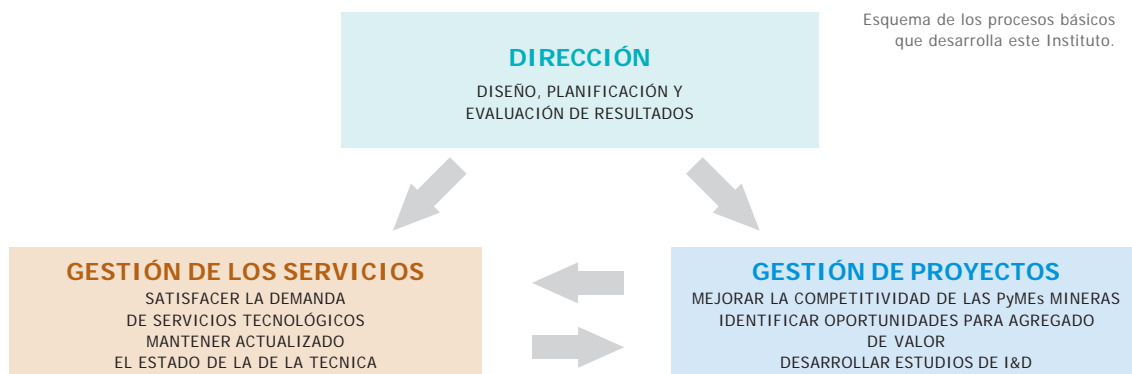 Esquema de los procesos básicos
que desarrolla este Instituto.
DIRECCIÓN
DISEÑO, PLANIFICACIÓN Y
EVALUACIÓN DE RESULTADOS
GESTIÓN DE LOS SERVICIOS
SATISFACER LA DEMANDA
DE SERVICIOS TECNOLÓGICOS
MANTENER ACTUALIZADO
EL ESTADO DE LA DE LA TECNICA
GESTIÓN DE PROYECTOS
MEJORAR LA COMPETITIVIDAD DE LAS PyMEs MINERAS
IDENTIFICAR OPORTUNIDADES PARA AGREGADO
DE VALOR
DESARROLLAR ESTUDIOS DE I&D